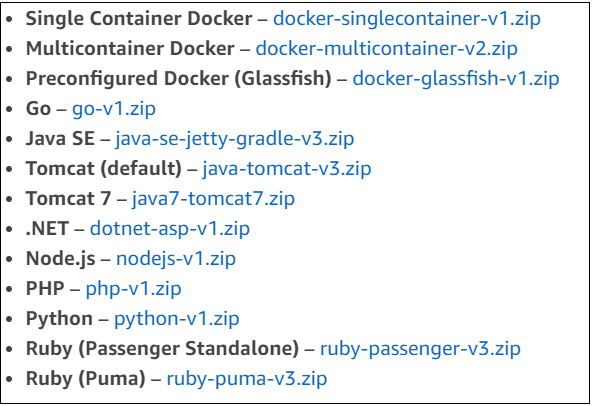 • Single Container Docker – docker-singlecontainer-v1.zip
• Multicontainer Docker – docker-multicontainer-v2.zip
• Preconfigured Docker (Glassfish) – docker-glassfish-v1.zip
• Go – go-v1.zip
• Java SE – java-se-jetty-gradle-v3.zip
• Tomcat (default) – java-tomcat-v3.zip
• Tomcat 7 – java7-tomcat7.zip
• .NET – dotnet-asp-v1.zip
• Node.js – nodejs-v1.zip
• PHP – php-v1.zip
• Python – python-v1.zip
• Ruby (Passenger Standalone) – ruby-passenger-v3.zip
• Ruby (Puma) – ruby-puma-v3.zip